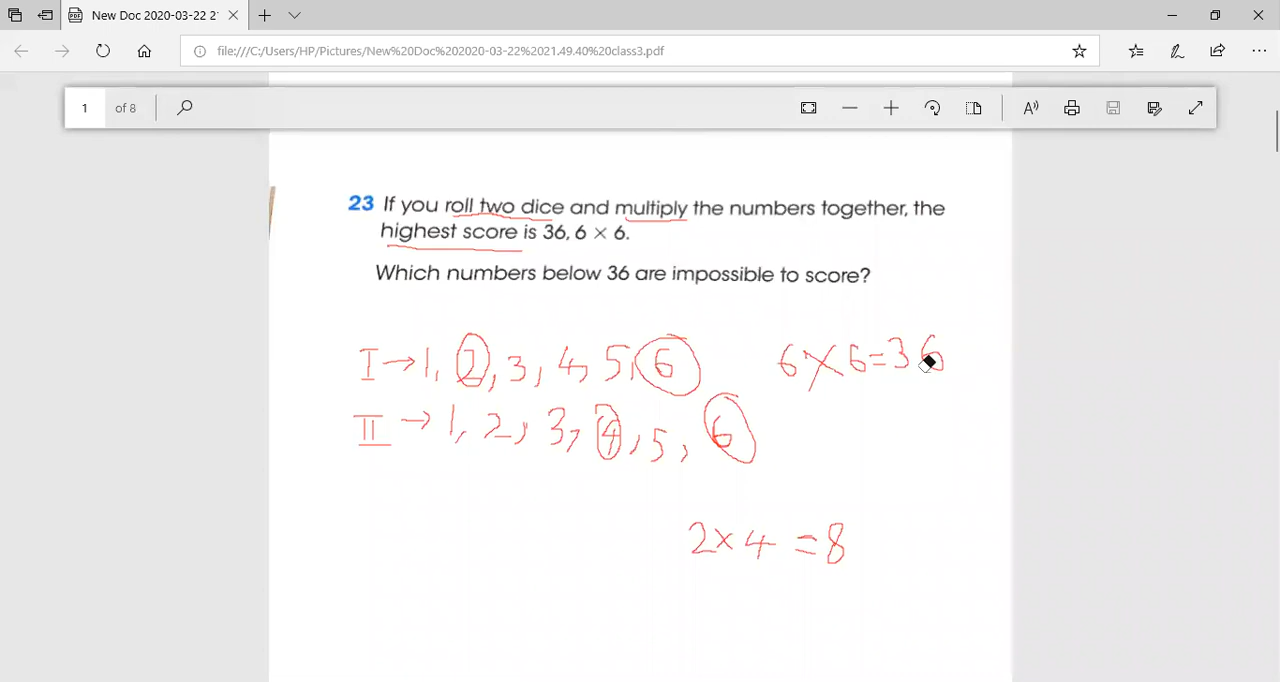 New Doc 2020-03-22 2
file:///C:/Users/HP/Pictures/New%20Doc%202020-03-22%2021.49.40%20class3.pdf
1 of 8
23 If you roll two dice and multiply the numbers together, the
highest score is 36, 6 × 6.
Which numbers below 36 are impossible to score?
I → 1, 2, 3, 4, 5, 6
6 × 6 = 36
II → 1, 2, 3, 4, 5, 6
2 × 4 = 8